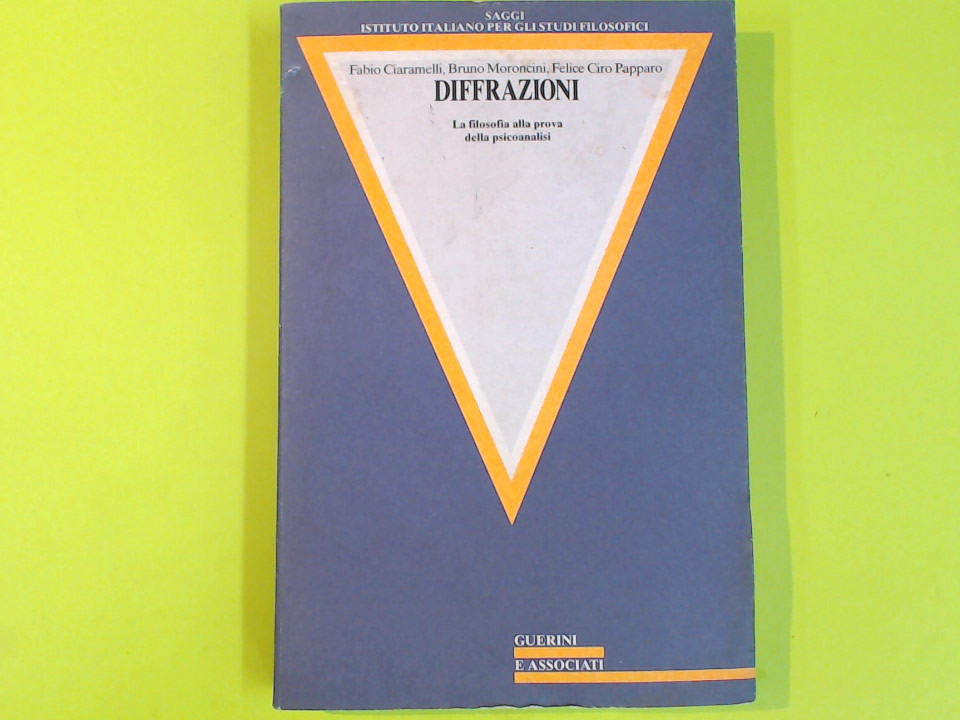 SAGGI
ISTITUTO ITALIANO PER GLI STUDI FILOSOFICI
Fabio Ciaramelli, Bruno Moroncini, Felice Ciro Papparo
DIFFRAZIONI
La filosofia alla prova
della psicoanalisi
GUERINI
E ASSOCIATI